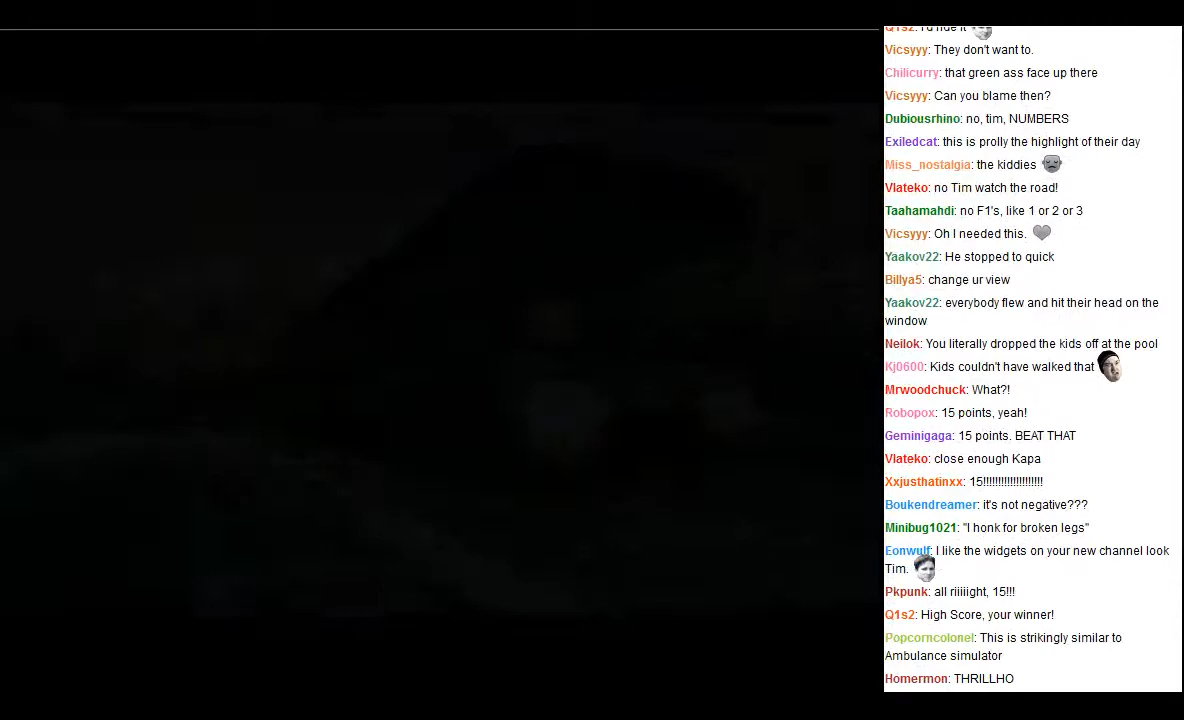 Q1s2: I'd ride it
Vicsyyy: They don't want to.
Chilicurry: that green ass face up there
Vicsyyy: Can you blame then?
Dubiousrhino: no, tim, NUMBERS
Exiledcat: this is prolly the highlight of their day
Miss_nostalgia: the kiddies
Vlateko: no Tim watch the road!
Taahamahdi: no F1's, like 1 or 2 or 3
Vicsyyy: Oh I needed this.
Yaakov22: He stopped to quick
Billya5: change ur view
Yaakov22: everybody flew and hit their head on the
window
Neilok: You literally dropped the kids off at the pool
Kj0600: Kids couldn't have walked that
Mrwoodchuck: What?!
Robopox: 15 points, yeah!
Geminigaga: 15 points. BEAT THAT
Vlateko: close enough Kapa
Xxjusthatinxx: 15!!!!!!!!!!!!!!!!!!!!
Boukendreamer: it's not negative???
Minibug1021: "I honk for broken legs"
Eonwulf: I like the widgets on your new channel look
Tim.
Pkpunk: all riiiiight, 15!!!
Q1s2: High Score, your winner!
Popcorncolonel: This is strikingly similar to
Ambulance simulator
Homermon: THRILLHO